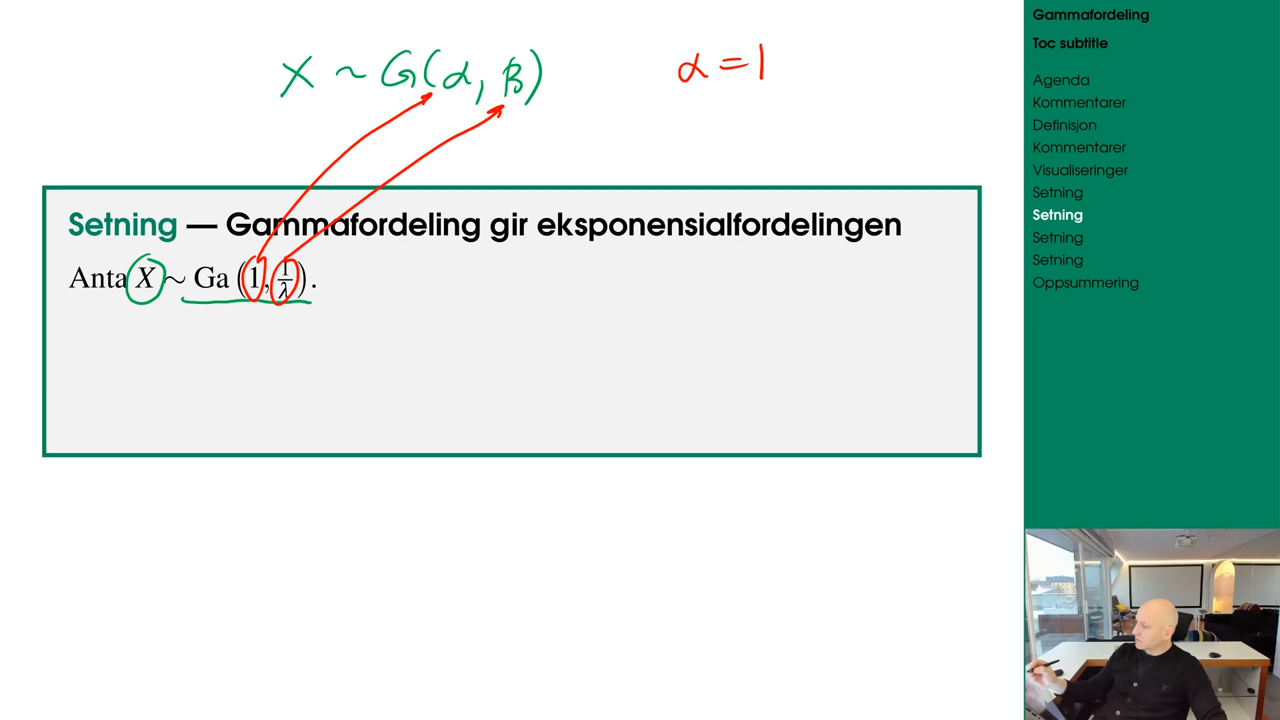 X ~ G(α, β)
α = 1
Setning — Gammafordeling gir eksponensialfordelingen
Anta X ~ Ga (1, 1/λ).
Gammafordeling
Toc subtitle
Agenda
Kommentarer
Definisjon
Kommentarer
Visualiseringer
Setning
Setning
Setning
Setning
Oppsummering